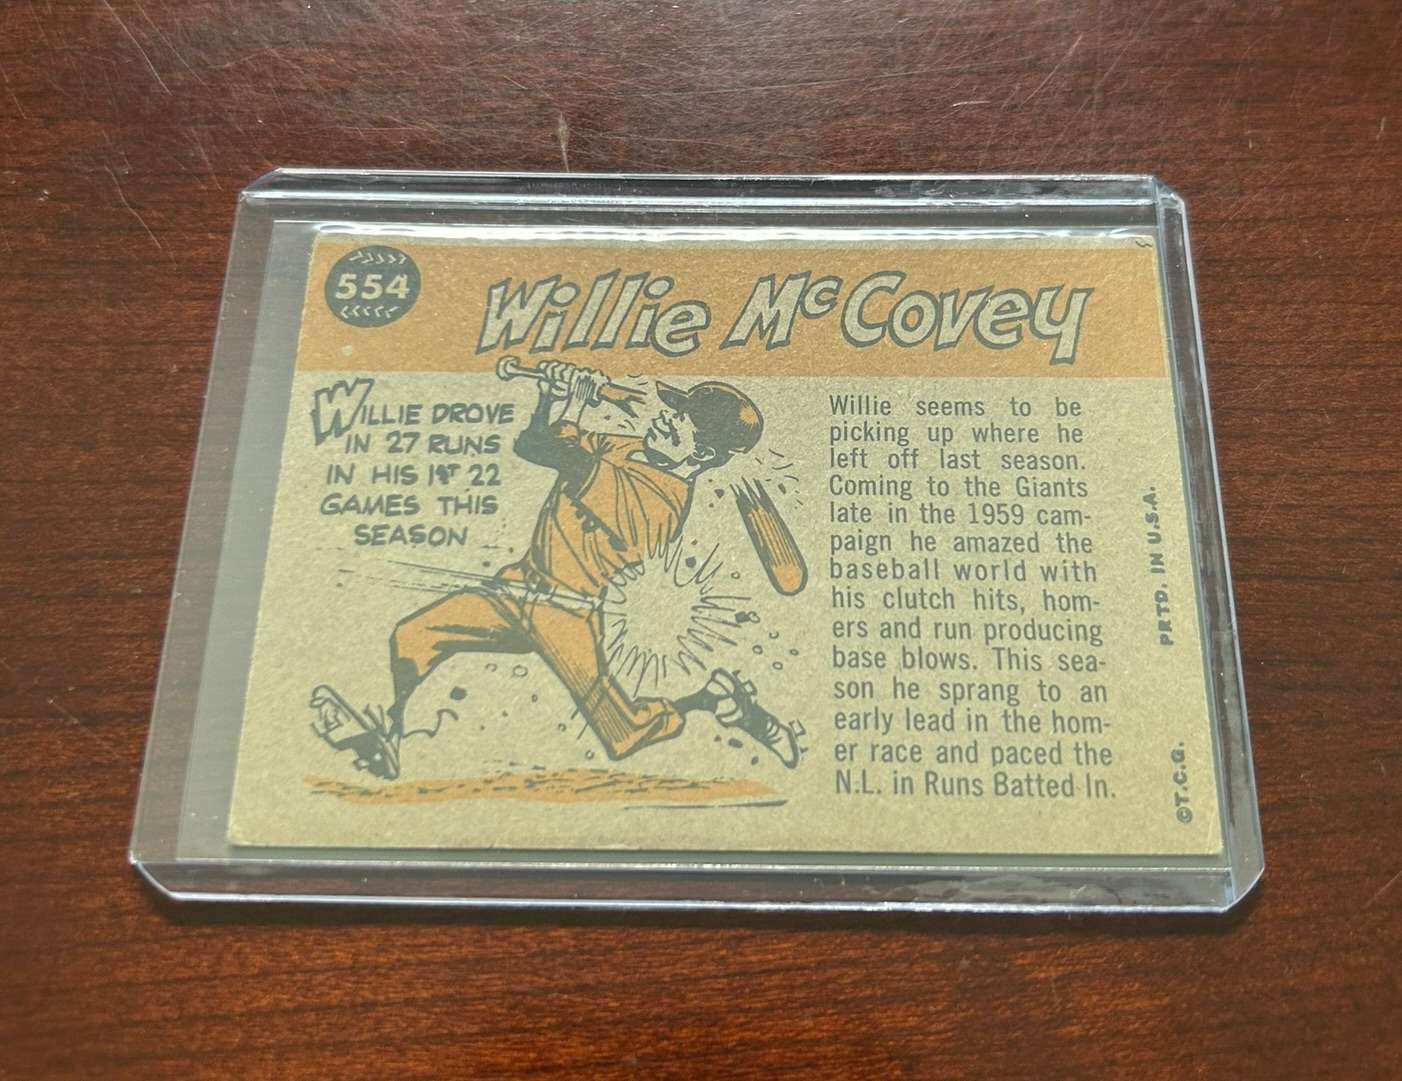 554
Willie McCovey
WILLIE DROVE
IN 27 RUNS
IN HIS 1ST 22
GAMES THIS
SEASON
Willie seems to be
picking up where he
left off last season.
Coming to the Giants
late in the 1959 cam-
paign he amazed the
baseball world with
his clutch hits, hom-
ers and run producing
base blows. This sea-
son he sprang to an
early lead in the hom-
er race and paced the
N.L. in Runs Batted In.
©T.C.G.
PRTD. IN U.S.A.